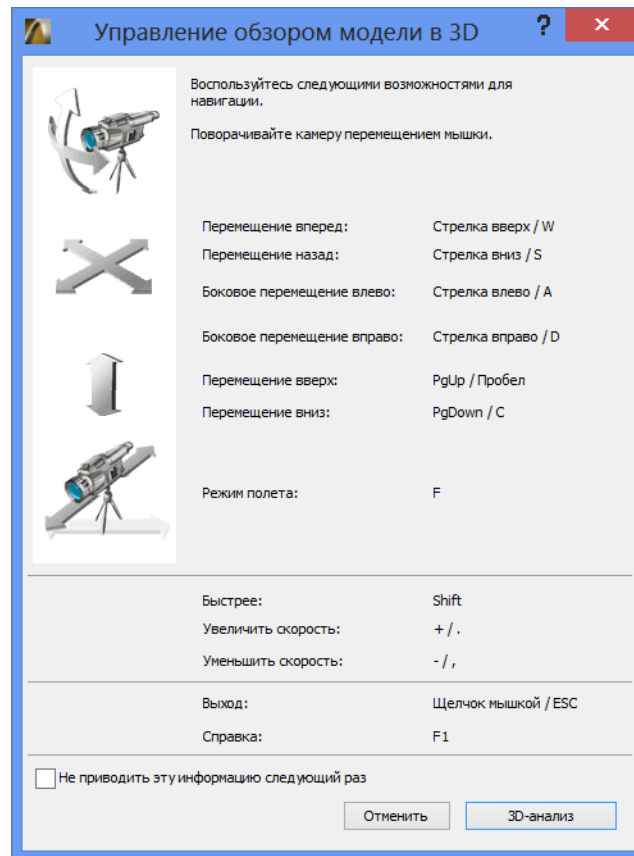 Управление обзором модели в 3D ? ×
Воспользуйтесь следующими возможностями для
навигации.
Поворачивайте камеру перемещением мышки.
Перемещение вперед: Стрелка вверх / W
Перемещение назад: Стрелка вниз / S
Боковое перемещение влево: Стрелка влево / A
Боковое перемещение вправо: Стрелка вправо / D
Перемещение вверх: PgUp / Пробел
Перемещение вниз: PgDown / C
Режим полета: F
Быстрее: Shift
Увеличить скорость: + / .
Уменьшить скорость: - / ,
Выход: Щелчок мышкой / ESC
Справка: F1
Не приводить эту информацию следующий раз
Отменить 3D-анализ